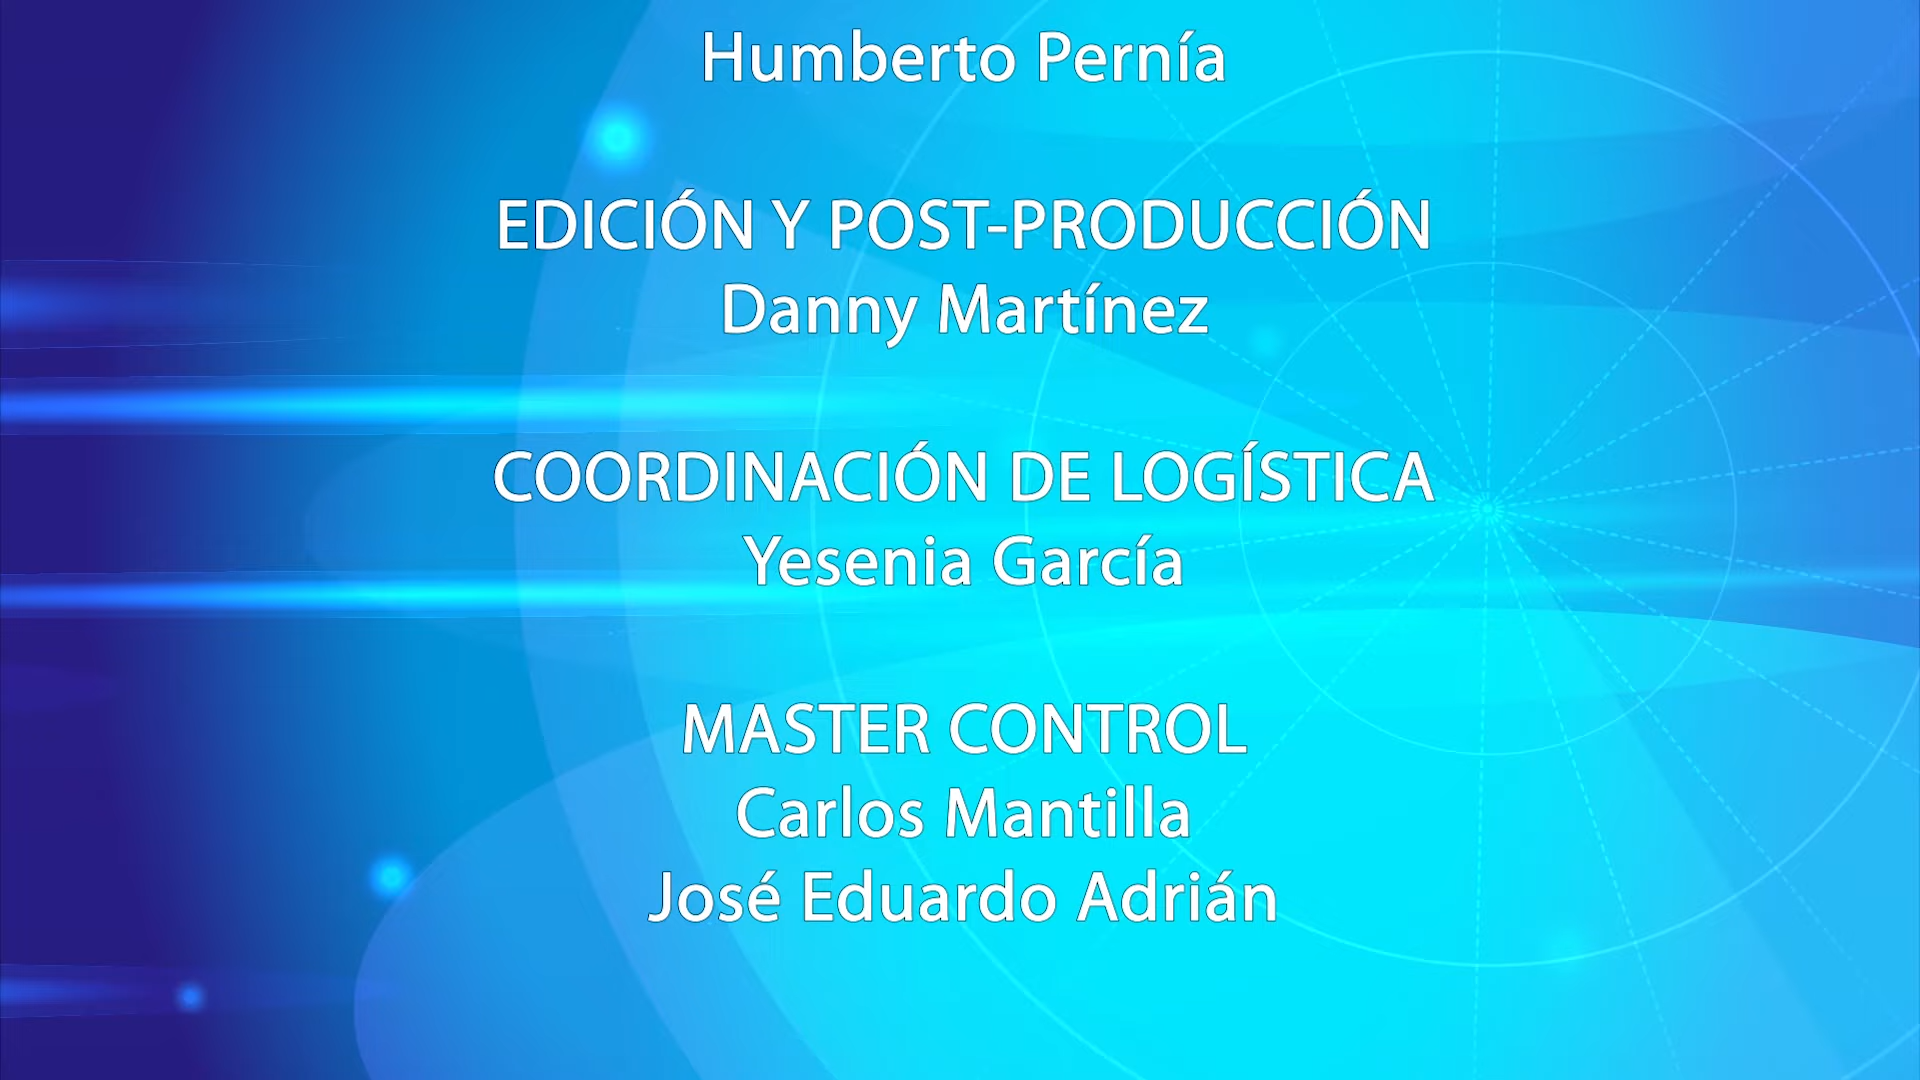 Humberto Pernía
EDICIÓN Y POST-PRODUCCIÓN
Danny Martínez
COORDINACIÓN DE LOGÍSTICA
Yesenia García
MASTER CONTROL
Carlos Mantilla
José Eduardo Adrián